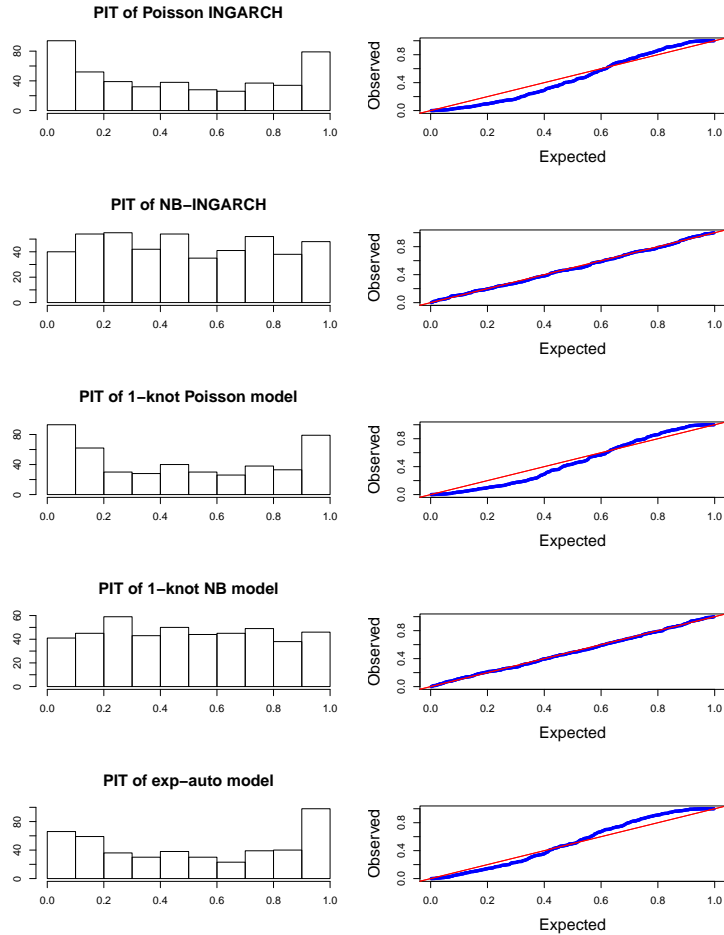 PIT of Poisson INGARCH
0 40 80
0.0 0.2 0.4 0.6 0.8 1.0
Observed
0.0 0.4 0.8
0.0 0.2 0.4 0.6 0.8 1.0
Expected
PIT of NB−INGARCH
0 20 40
0.0 0.2 0.4 0.6 0.8 1.0
Observed
0.0 0.4 0.8
0.0 0.2 0.4 0.6 0.8 1.0
Expected
PIT of 1−knot Poisson model
0 40 80
0.0 0.2 0.4 0.6 0.8 1.0
Observed
0.0 0.4 0.8
0.0 0.2 0.4 0.6 0.8 1.0
Expected
PIT of 1−knot NB model
0 20 40 60
0.0 0.2 0.4 0.6 0.8 1.0
Observed
0.0 0.4 0.8
0.0 0.2 0.4 0.6 0.8 1.0
Expected
PIT of exp−auto model
0 40 80
0.0 0.2 0.4 0.6 0.8 1.0
Observed
0.0 0.4 0.8
0.0 0.2 0.4 0.6 0.8 1.0
Expected